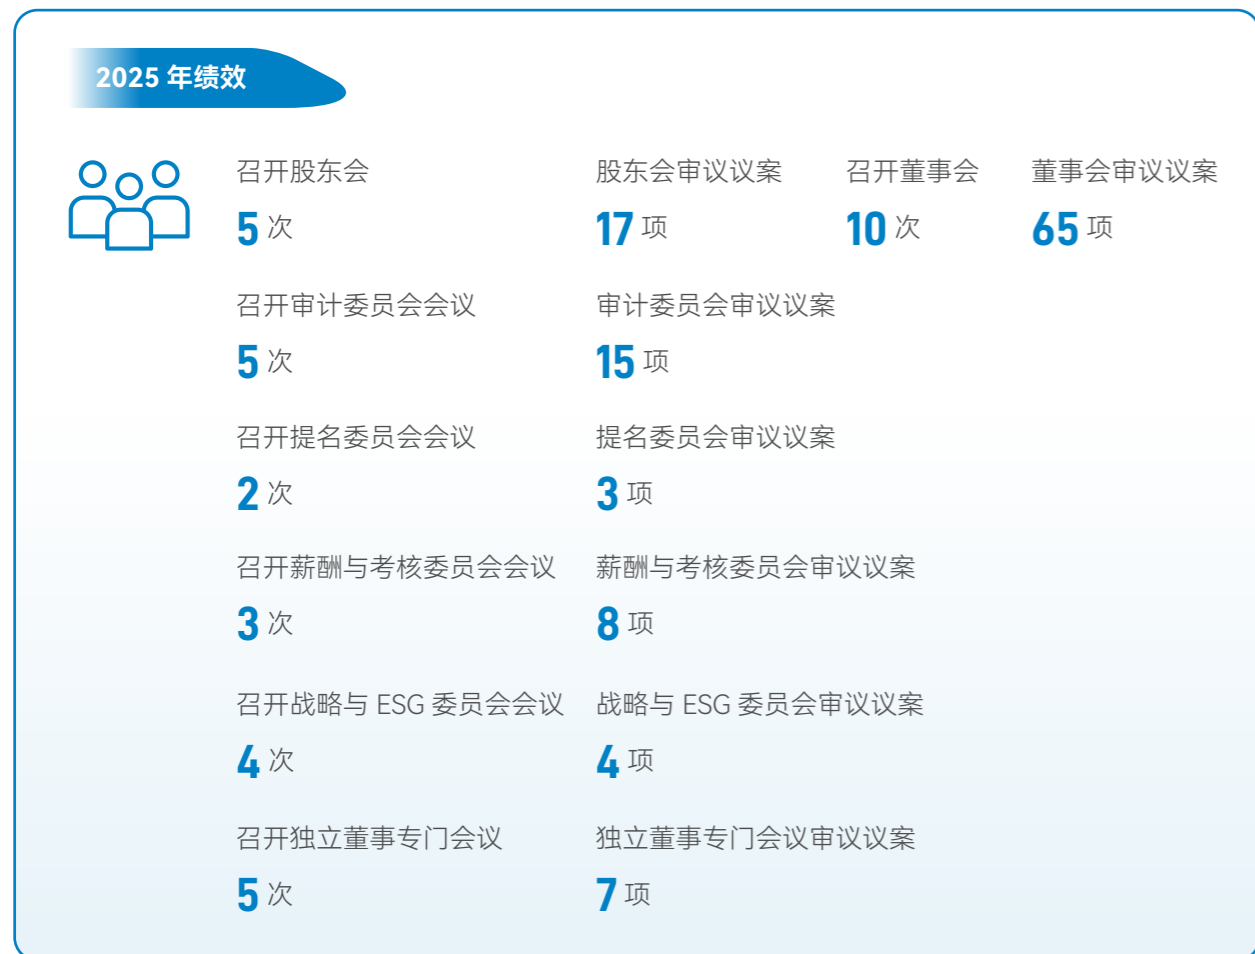 2025 年绩效
召开股东会 股东会审议议案 召开董事会 董事会审议议案
5 次 17 项 10 次 65 项
召开审计委员会会议 审计委员会审议议案
5 次 15 项
召开提名委员会会议 提名委员会审议议案
2 次 3 项
召开薪酬与考核委员会会议 薪酬与考核委员会审议议案
3 次 8 项
召开战略与 ESG 委员会会议 战略与 ESG 委员会审议议案
4 次 4 项
召开独立董事专门会议 独立董事专门会议审议议案
5 次 7 项